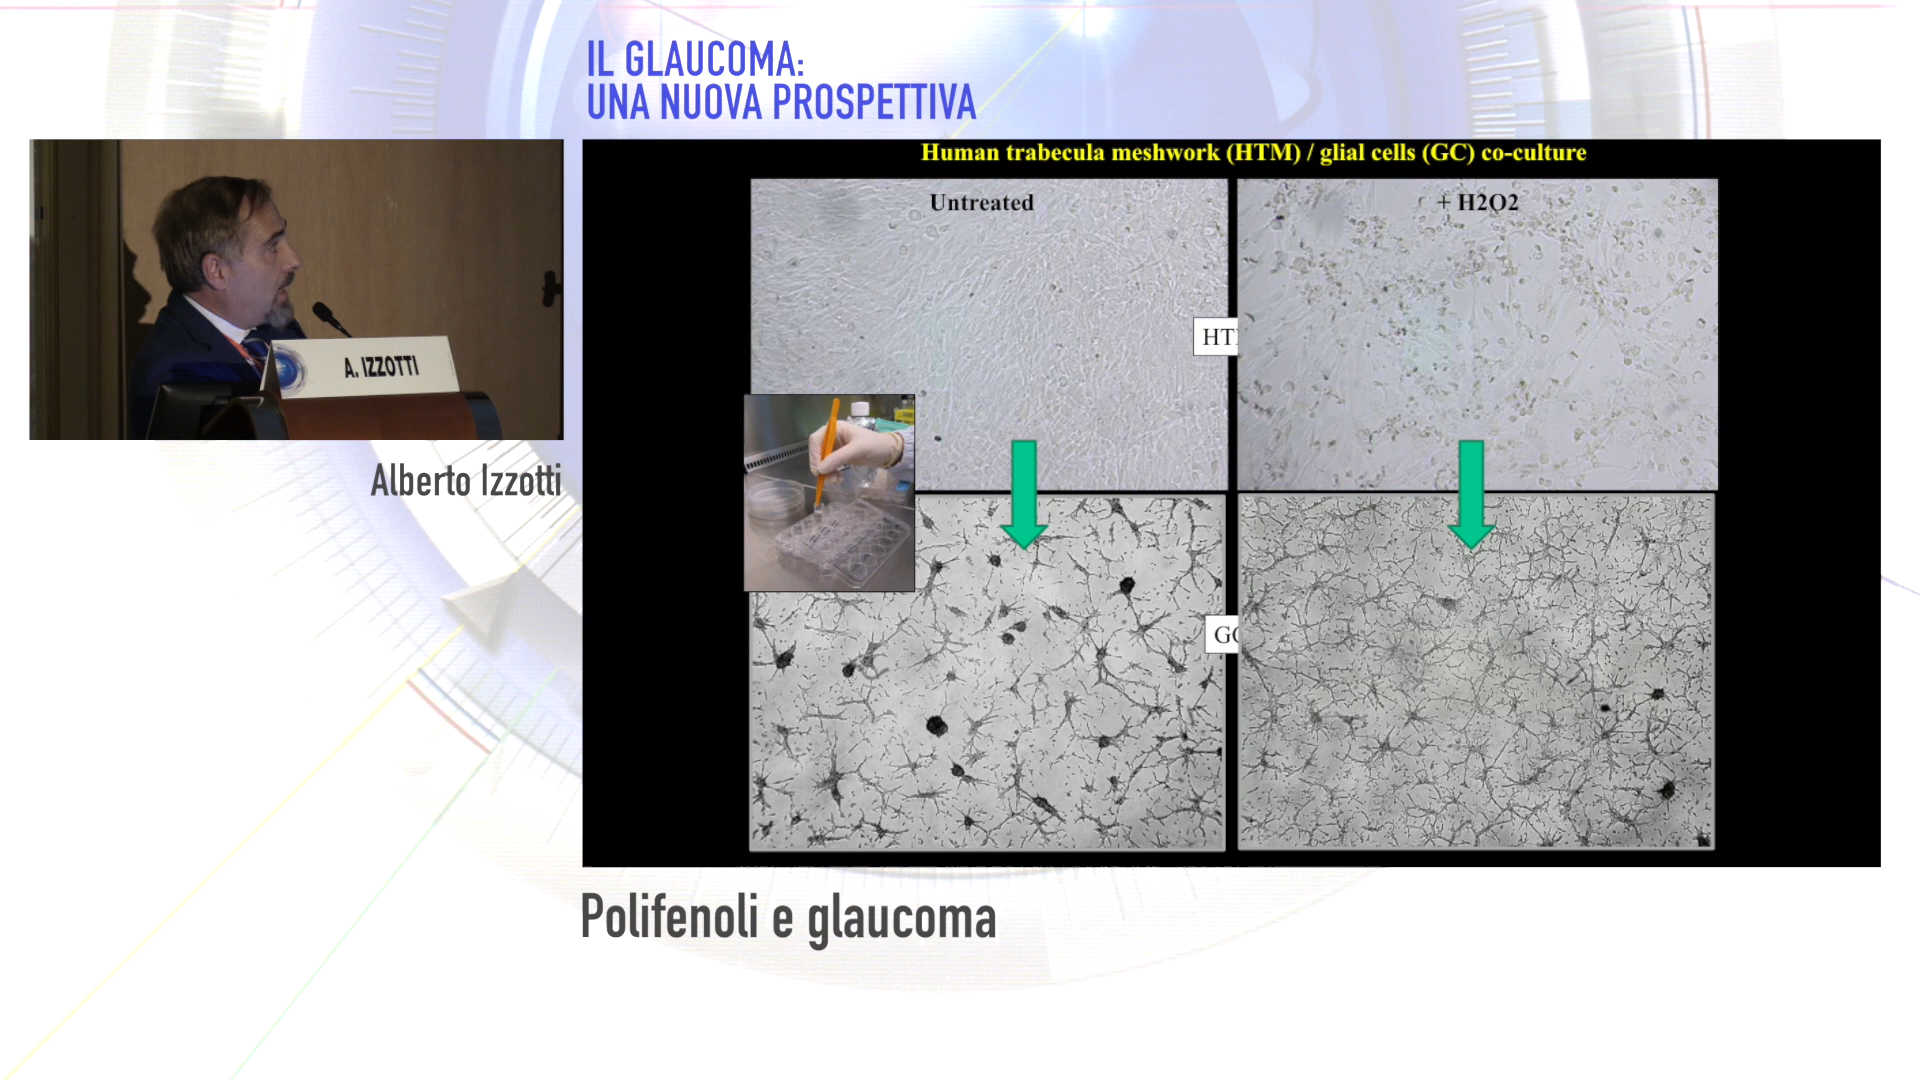 IL GLAUCOMA:
UNA NUOVA PROSPETTIVA
Human trabecula meshwork (HTM) / glial cells (GC) co-culture
Untreated
+ H2O2
HT
A. IZZOTTI
Alberto Izzotti
G
Polifenoli e glaucoma